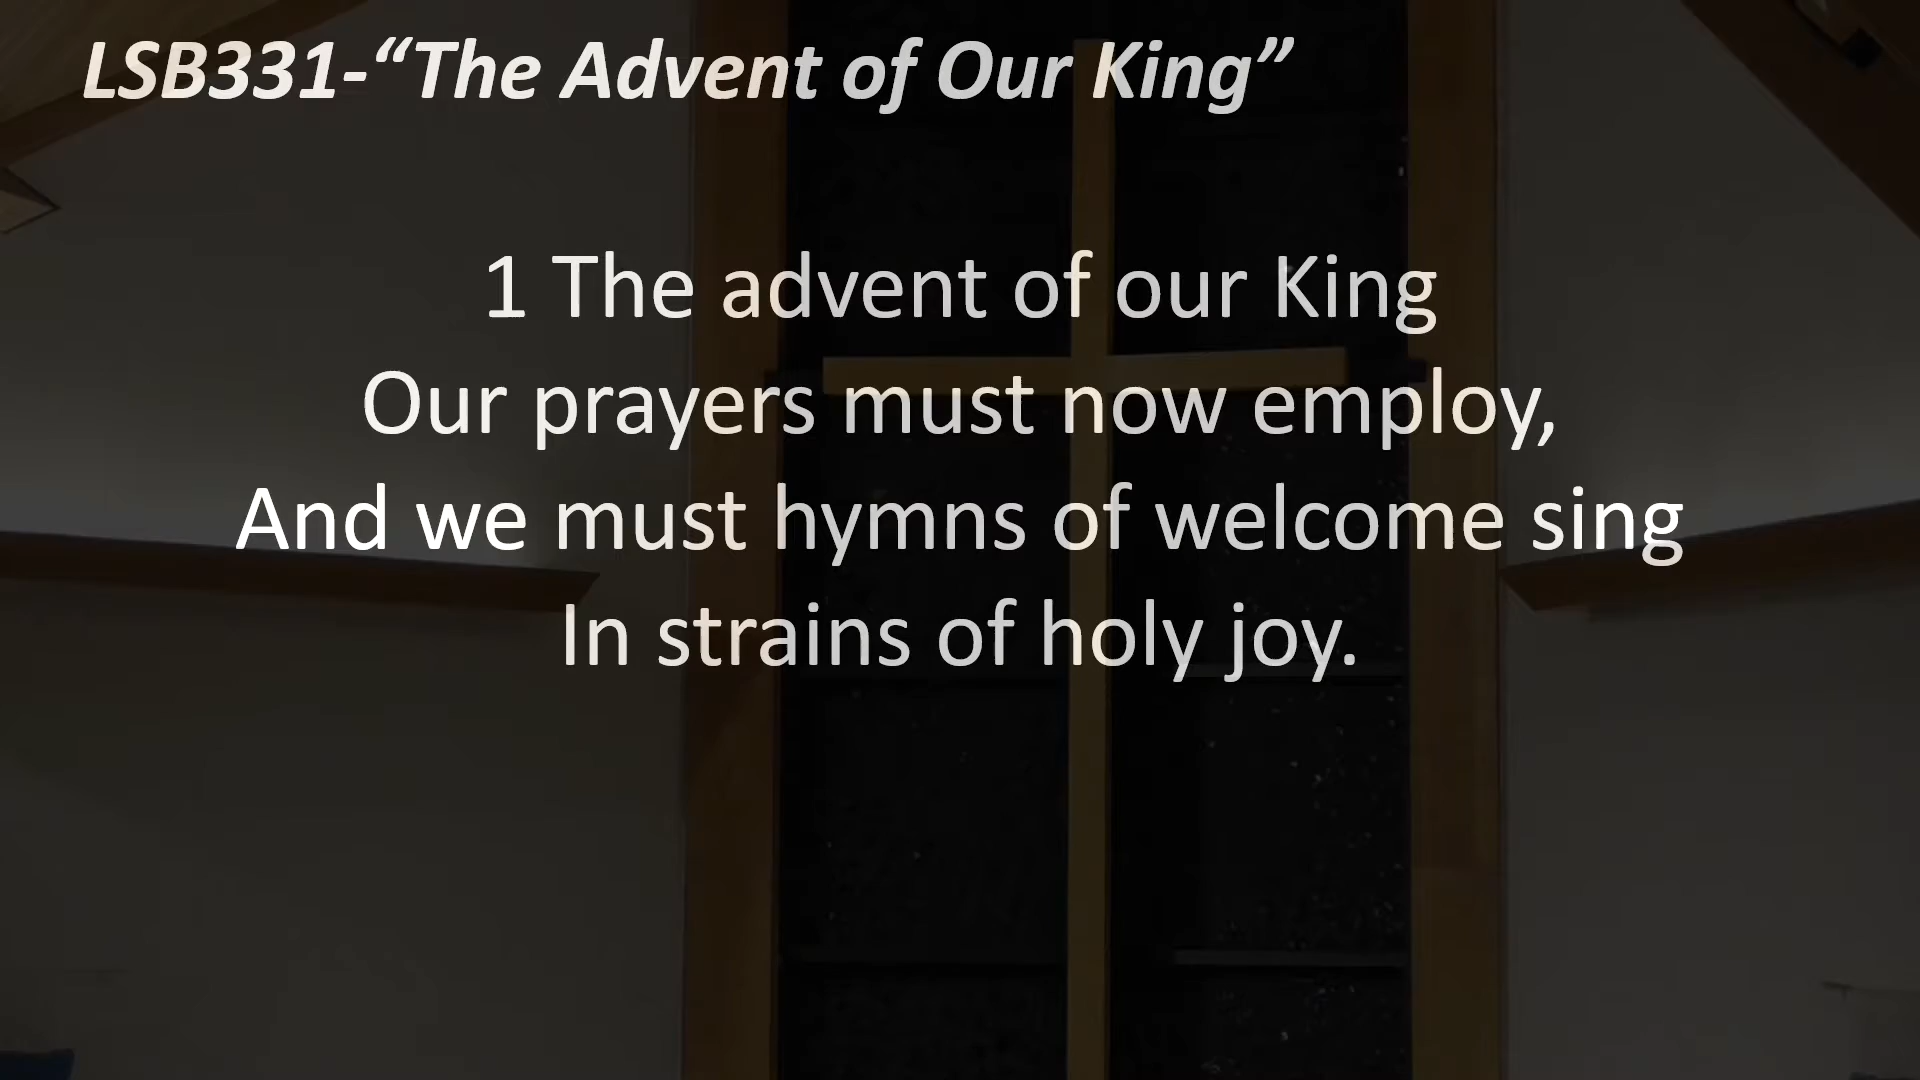 LSB331-“The Advent of Our King”
1 The advent of our King
Our prayers must now employ,
And we must hymns of welcome sing
In strains of holy joy.